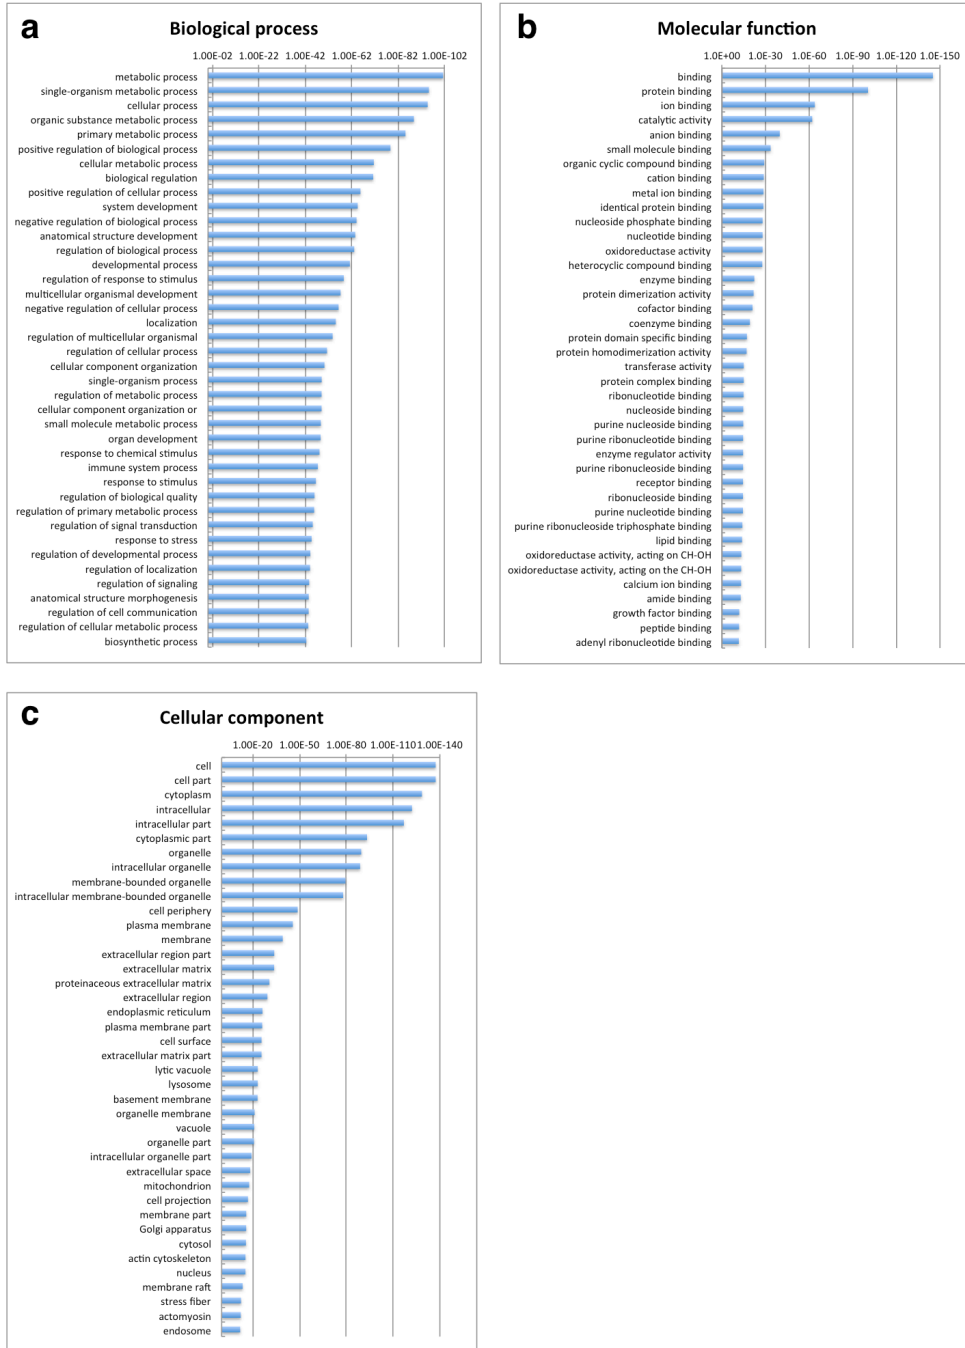 a
Biological process
1.00E-02 1.00E-22 1.00E-42 1.00E-62 1.00E-82 1.00E-102
metabolic process
single-organism metabolic process
cellular process
organic substance metabolic process
primary metabolic process
positive regulation of biological process
cellular metabolic process
biological regulation
positive regulation of cellular process
system development
negative regulation of biological process
anatomical structure development
regulation of biological process
developmental process
regulation of response to stimulus
multicellular organismal development
negative regulation of cellular process
localization
regulation of multicellular organismal
regulation of cellular process
cellular component organization
single-organism process
regulation of metabolic process
cellular component organization or
small molecule metabolic process
organ development
response to chemical stimulus
immune system process
response to stimulus
regulation of biological quality
regulation of primary metabolic process
regulation of signal transduction
response to stress
regulation of developmental process
regulation of localization
regulation of signaling
anatomical structure morphogenesis
regulation of cell communication
regulation of cellular metabolic process
biosynthetic process
b
Molecular function
1.0E+00 1.0E-30 1.0E-60 1.0E-90 1.0E-120 1.0E-150
binding
protein binding
ion binding
catalytic activity
anion binding
small molecule binding
organic cyclic compound binding
cation binding
metal ion binding
identical protein binding
nucleoside phosphate binding
nucleotide binding
oxidoreductase activity
heterocyclic compound binding
enzyme binding
protein dimerization activity
cofactor binding
coenzyme binding
protein domain specific binding
protein homodimerization activity
transferase activity
protein complex binding
ribonucleotide binding
nucleoside binding
purine nucleoside binding
purine ribonucleotide binding
enzyme regulator activity
purine ribonucleoside binding
receptor binding
ribonucleoside binding
purine nucleotide binding
purine ribonucleoside triphosphate binding
lipid binding
oxidoreductase activity, acting on CH-OH
oxidoreductase activity, acting on the CH-OH
calcium ion binding
amide binding
growth factor binding
peptide binding
adenyl ribonucleotide binding
c
Cellular component
1.00E-20 1.00E-50 1.00E-80 1.00E-110 1.00E-140
cell
cell part
cytoplasm
intracellular
intracellular part
cytoplasmic part
organelle
intracellular organelle
membrane-bounded organelle
intracellular membrane-bounded organelle
cell periphery
plasma membrane
membrane
extracellular region part
extracellular matrix
proteinaceous extracellular matrix
extracellular region
endoplasmic reticulum
plasma membrane part
cell surface
extracellular matrix part
lytic vacuole
lysosome
basement membrane
organelle membrane
vacuole
organelle part
intracellular organelle part
extracellular space
mitochondrion
cell projection
membrane part
Golgi apparatus
cytosol
actin cytoskeleton
nucleus
membrane raft
stress fiber
actomyosin
endosome